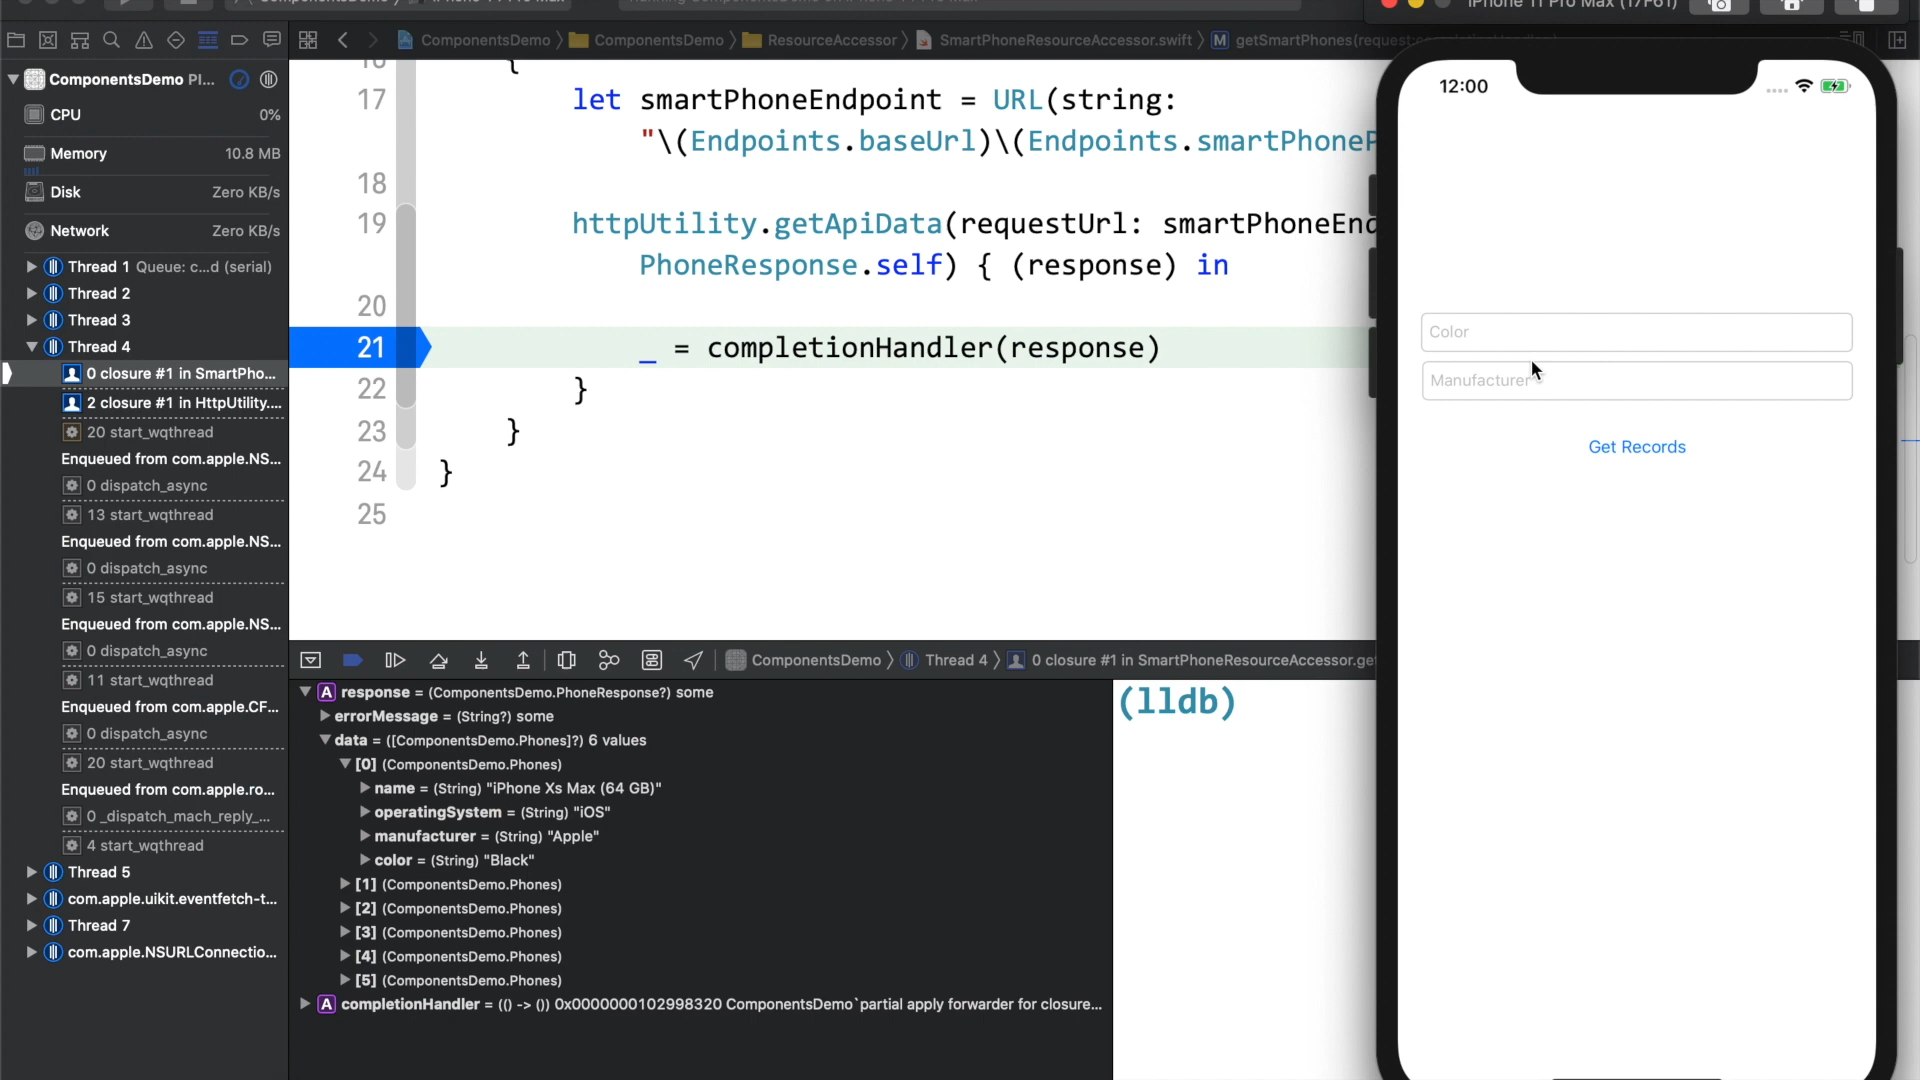 iPhone 11 Pro Max (17F61)
ComponentsDemo
ComponentsDemo
ResourceAccessor
SmartPhoneResourceAccessor.swift
M
12:00
ComponentsDemo PI...
CPU
0%
Memory
10.8 MB
Disk
Zero KB/s
Network
Zero KB/s
Thread 1 Queue: c...d (serial)
Thread 2
Thread 3
Thread 4
0 closure #1 in SmartPho...
2 closure #1 in HttpUtility....
20 start_wqthread
Enqueued from com.apple.NS...
0 dispatch_async
13 start_wqthread
Enqueued from com.apple.NS...
0 dispatch_async
15 start_wqthread
Enqueued from com.apple.NS...
0 dispatch_async
11 start_wqthread
Enqueued from com.apple.CF...
0 dispatch_async
20 start_wqthread
Enqueued from com.apple.ro...
0 _dispatch_mach_reply_...
4 start_wqthread
Thread 5
com.apple.uikit.eventfetch-t...
Thread 7
com.apple.NSURLConnectio...
{
17 let smartPhoneEndpoint = URL(string:
"\(Endpoints.baseUrl)\(Endpoints.smartPhoneP
18
19 httpUtility.getApiData(requestUrl: smartPhoneEnd
PhoneResponse.self) { (response) in
20
21 _ = completionHandler(response)
22 }
23 }
24 }
25
Color
Manufacturer
Get Records
ComponentsDemo
Thread 4
0 closure #1 in SmartPhoneResourceAccessor.ge
A response = (ComponentsDemo.PhoneResponse?) some
errorMessage = (String?) some
data = ([ComponentsDemo.Phones]?) 6 values
[0] (ComponentsDemo.Phones)
name = (String) "iPhone Xs Max (64 GB)"
operatingSystem = (String) "iOS"
manufacturer = (String) "Apple"
color = (String) "Black"
[1] (ComponentsDemo.Phones)
[2] (ComponentsDemo.Phones)
[3] (ComponentsDemo.Phones)
[4] (ComponentsDemo.Phones)
[5] (ComponentsDemo.Phones)
A completionHandler = (() -> ()) 0x0000000102998320 ComponentsDemo`partial apply forwarder for closure...
(lldb)